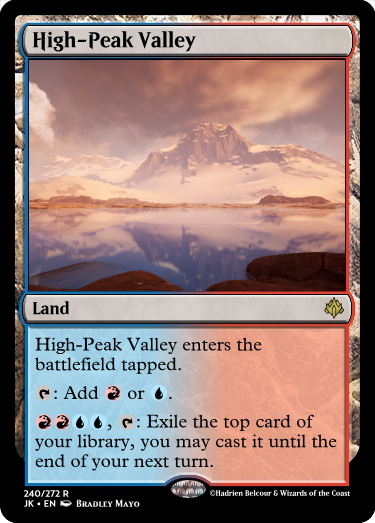 High-Peak Valley
Land
High-Peak Valley enters the
battlefield tapped.
: Add or .
, : Exile the top card of
your library, you may cast it until the
end of your next turn.
240/272 R
JK • EN Bradley Mayo
©Hadrien Belcour & Wizards of the Coast